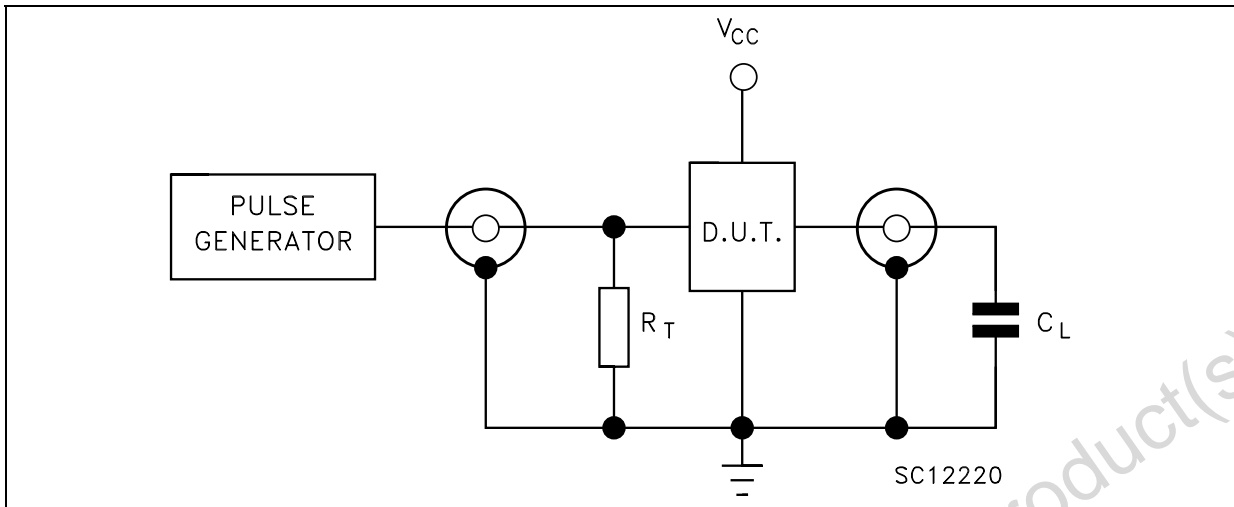 VCC
PULSE
GENERATOR
D.U.T.
RT
CL
SC12220